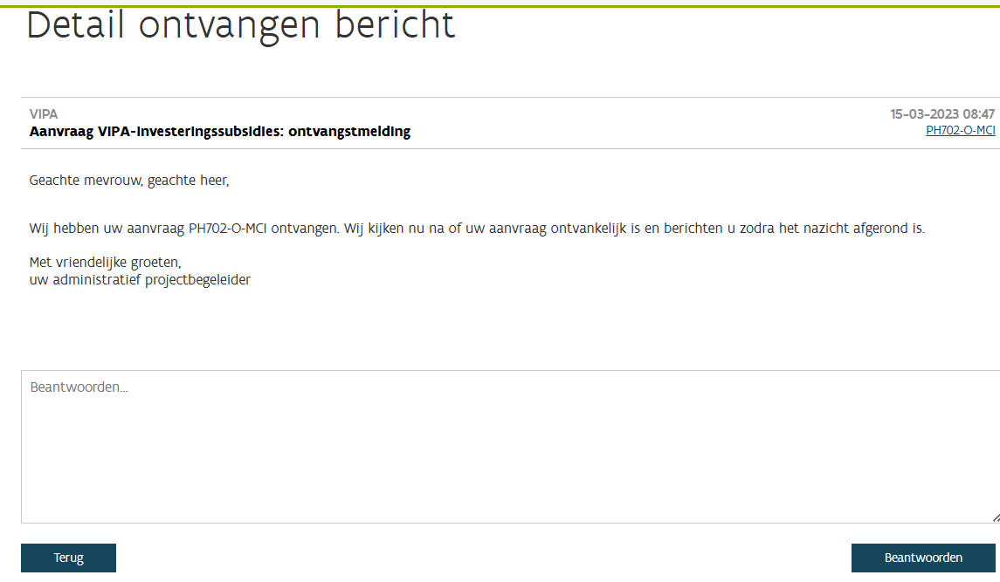 Detail ontvangen bericht
VIPA
15-03-2023 08:47
Aanvraag VIPA-investeringssubsidies: ontvangstmelding
PH702-O-MCI
Geachte mevrouw, geachte heer,
Wij hebben uw aanvraag PH702-O-MCI ontvangen. Wij kijken nu na of uw aanvraag ontvankelijk is en berichten u zodra het nazicht afgerond is.
Met vriendelijke groeten,
uw administratief projectbegeleider
Beantwoorden...
Terug
Beantwoorden